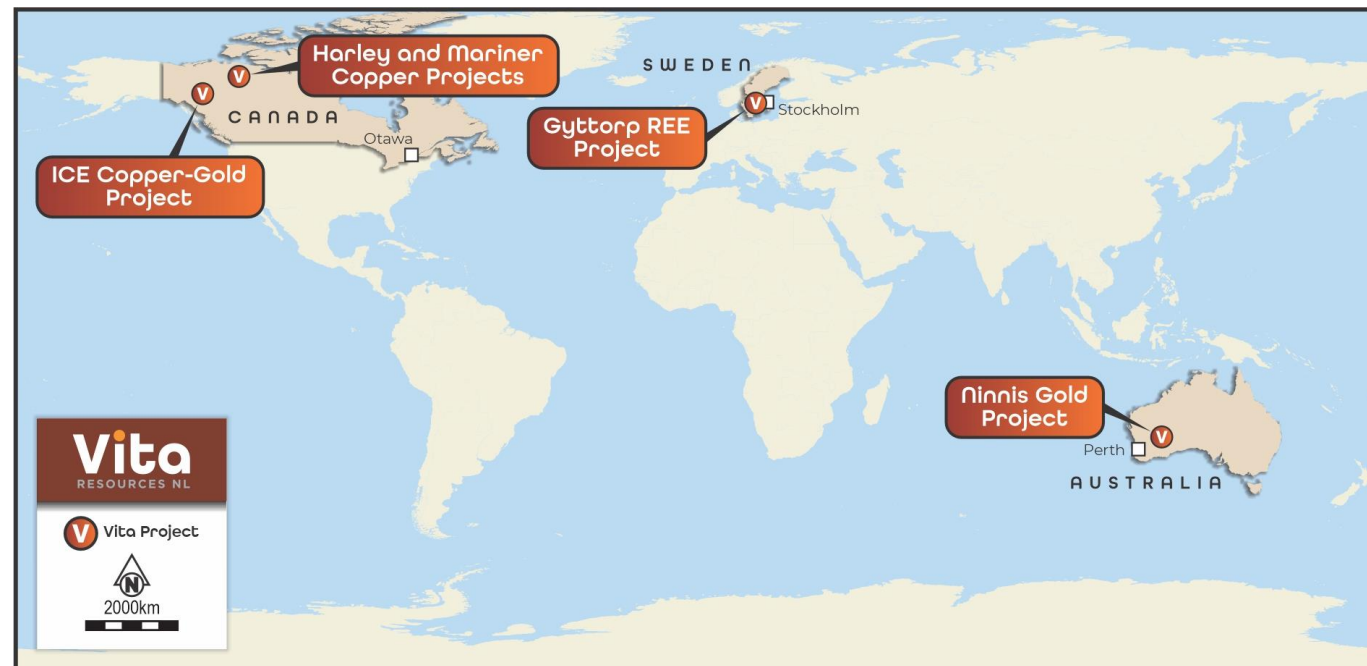 Harley and Mariner
Copper Projects
SWEDEN
V
V
CANADA
V
Stockholm
Otawa
Gyttorp REE
Project
ICE Copper-Gold
Project
Ninnis Gold
Project
V
Perth
AUSTRALIA
Vita
RESOURCES NL
V Vita Project
N
2000km